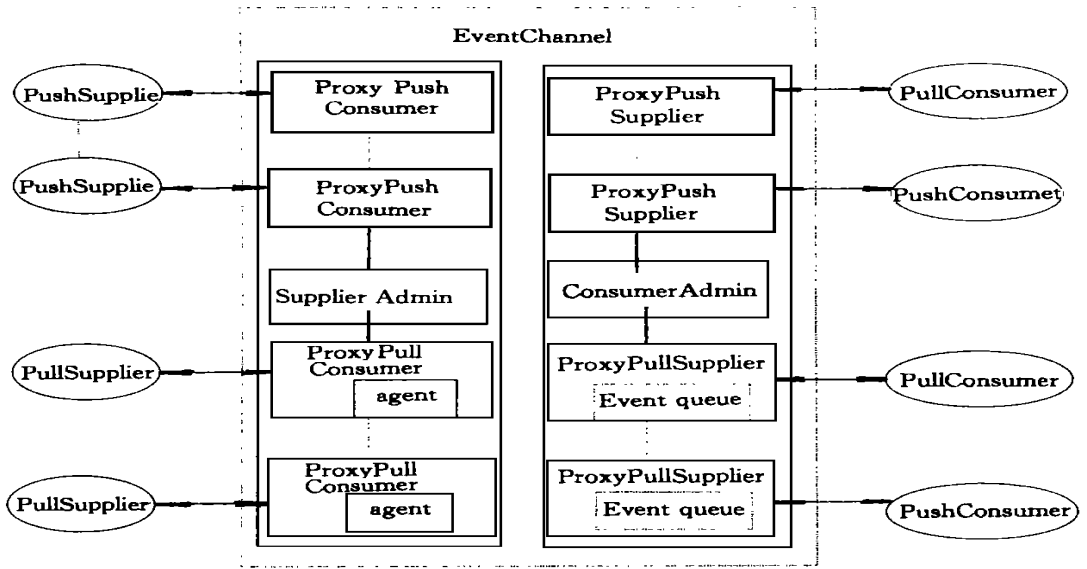 EventChannel
PushSupplie
Proxy Push
Consumer
ProxyPush
Supplier
PullConsumer
PushSupplie
ProxyPush
Consumer
ProxyPush
Supplier
PushConsumet
Supplier Admin
ConsumerAdmin
PullSupplier
ProxyPull
Consumer
agent
ProxyPullSupplier
Event queue
PullConsumer
PullSupplier
ProxyPull
Consumer
agent
ProxyPullSupplier
Event queue
PushConsumer